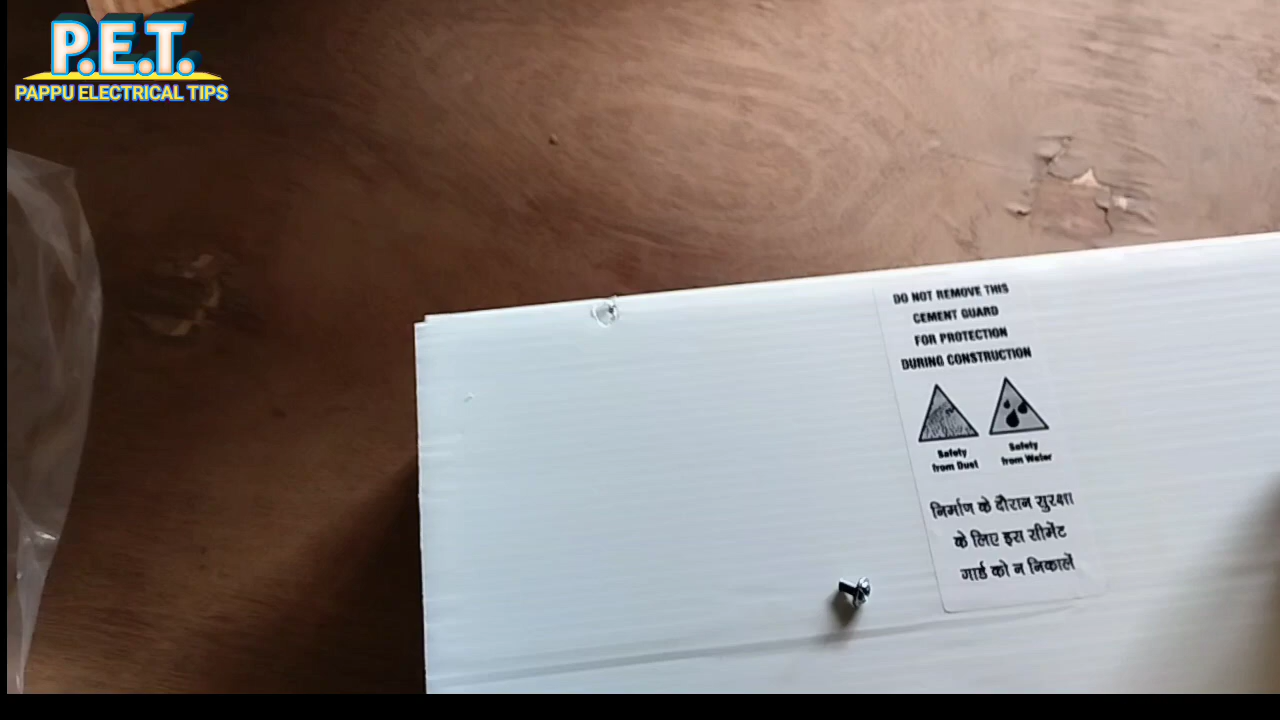 P.E.T.
PAPPU ELECTRICAL TIPS
DO NOT REMOVE THIS
CEMENT GUARD
FOR PROTECTION
DURING CONSTRUCTION
Safety
from Dust
Safety
from Water
निर्माण के दौरान सुरक्षा
के लिए इस सीमेंट
गार्ड को न निकालें